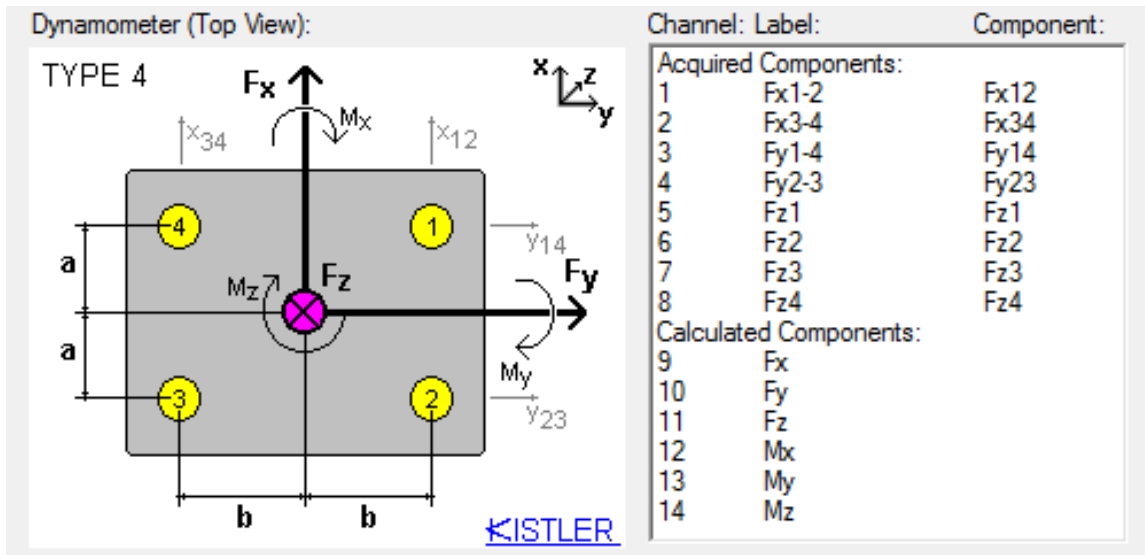 Dynamometer (Top View):
TYPE 4
Fx
Mx
x z
y
x34
x12
4
1
y14
a
Mz
Fz
Fy
a
My
3
2
y23
b
b
KISTLER
Channel: Label: Component:
Acquired Components:
1 Fx1-2 Fx12
2 Fx3-4 Fx34
3 Fy1-4 Fy14
4 Fy2-3 Fy23
5 Fz1 Fz1
6 Fz2 Fz2
7 Fz3 Fz3
8 Fz4 Fz4
Calculated Components:
9 Fx
10 Fy
11 Fz
12 Mx
13 My
14 Mz